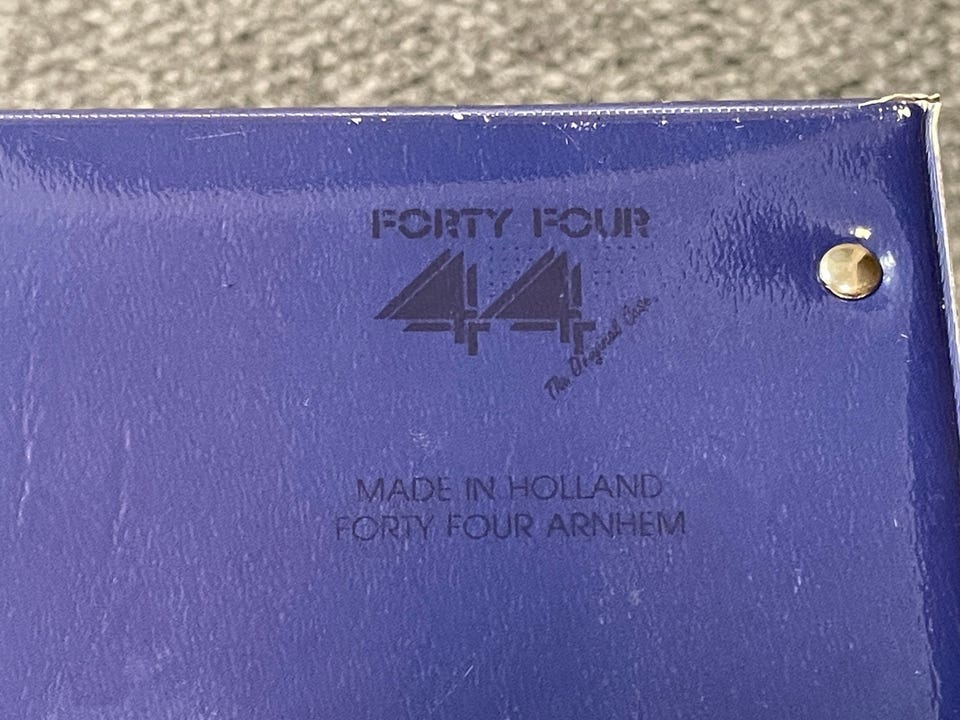 FORTY FOUR
44
The Original Case
MADE IN HOLLAND
FORTY FOUR ARNHEM